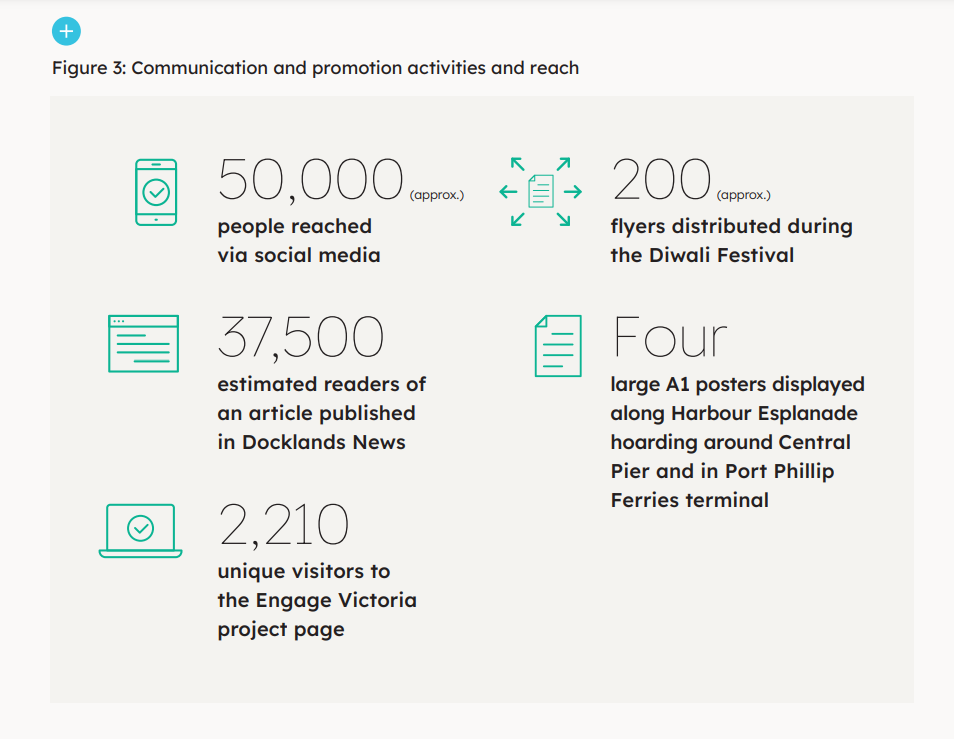 Figure 3: Communication and promotion activities and reach
50,000 (approx.)
people reached
via social media
37,500
estimated readers of
an article published
in Docklands News
2,210
unique visitors to
the Engage Victoria
project page
200 (approx.)
flyers distributed during
the Diwali Festival
Four
large A1 posters displayed
along Harbour Esplanade
hoarding around Central
Pier and in Port Phillip
Ferries terminal